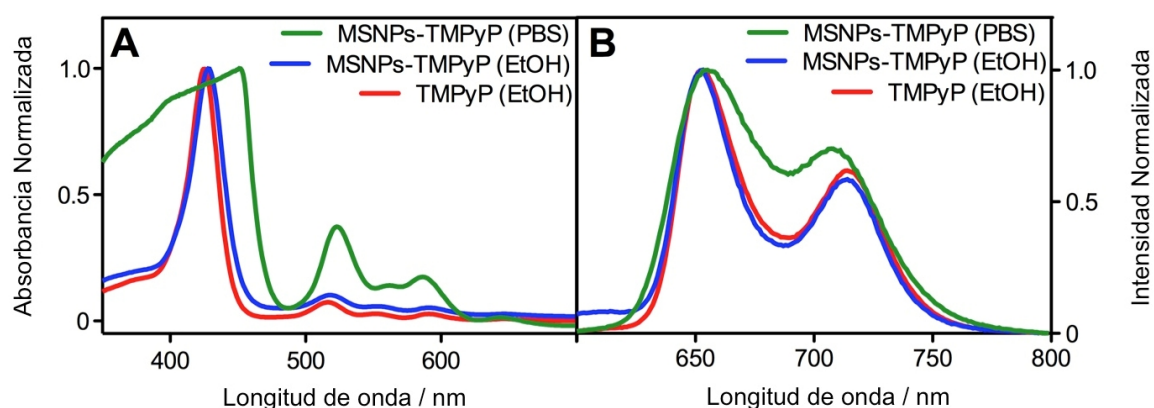 A
MSNPs-TMPyP (PBS)
MSNPs-TMPyP (EtOH)
TMPyP (EtOH)
Absorbancia Normalizada
1.0
0.5
0
400
500
600
Longitud de onda / nm
B
MSNPs-TMPyP (PBS)
MSNPs-TMPyP (EtOH)
TMPyP (EtOH)
1.0
0.5
0
Intensidad Normalizada
650
700
750
800
Longitud de onda / nm